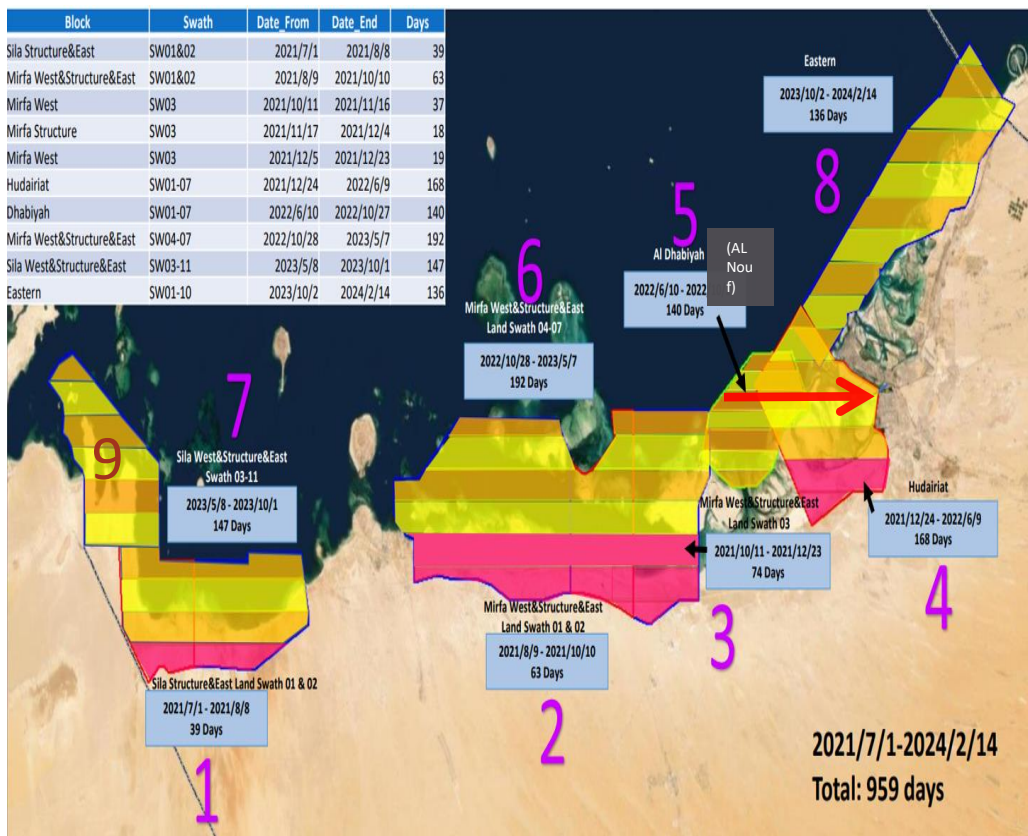 Block Swath Date_From Date_End Days
Sila Structure&East SW01&02 2021/7/1 2021/8/8 39
Mirfa West&Structure&East SW01&02 2021/8/9 2021/10/10 63
Mirfa West SW03 2021/10/11 2021/11/16 37
Mirfa Structure SW03 2021/11/17 2021/12/4 18
Mirfa West SW03 2021/12/5 2021/12/23 19
Hudairiat SW01-07 2021/12/24 2022/6/9 168
Dhabiyah SW01-07 2022/6/10 2022/10/27 140
Mirfa West&Structure&East SW04-07 2022/10/28 2023/5/7 192
Sila West&Structure&East SW03-11 2023/5/8 2023/10/1 147
Eastern SW01-10 2023/10/2 2024/2/14 136
Eastern
2023/10/2 - 2024/2/14
136 Days
8
5
Al Dhabiyah
2022/6/10 - 2022
140 Days
(AL
Nou
f)
6
Mirfa West&Structure&East
Land Swath 04-07
2022/10/28 - 2023/5/7
192 Days
7
9
Sila West&Structure&East
Swath 03-11
2023/5/8 - 2023/10/1
147 Days
Mirfa West&Structure&East
Land Swath 03
2021/10/11 - 2021/12/23
74 Days
3
Hudairiat
2021/12/24 - 2022/6/9
168 Days
4
Mirfa West&Structure&East
Land Swath 01 & 02
2021/8/9 - 2021/10/10
63 Days
2
Sila Structure&East Land Swath 01 & 02
2021/7/1 - 2021/8/8
39 Days
1
2021/7/1-2024/2/14
Total: 959 days